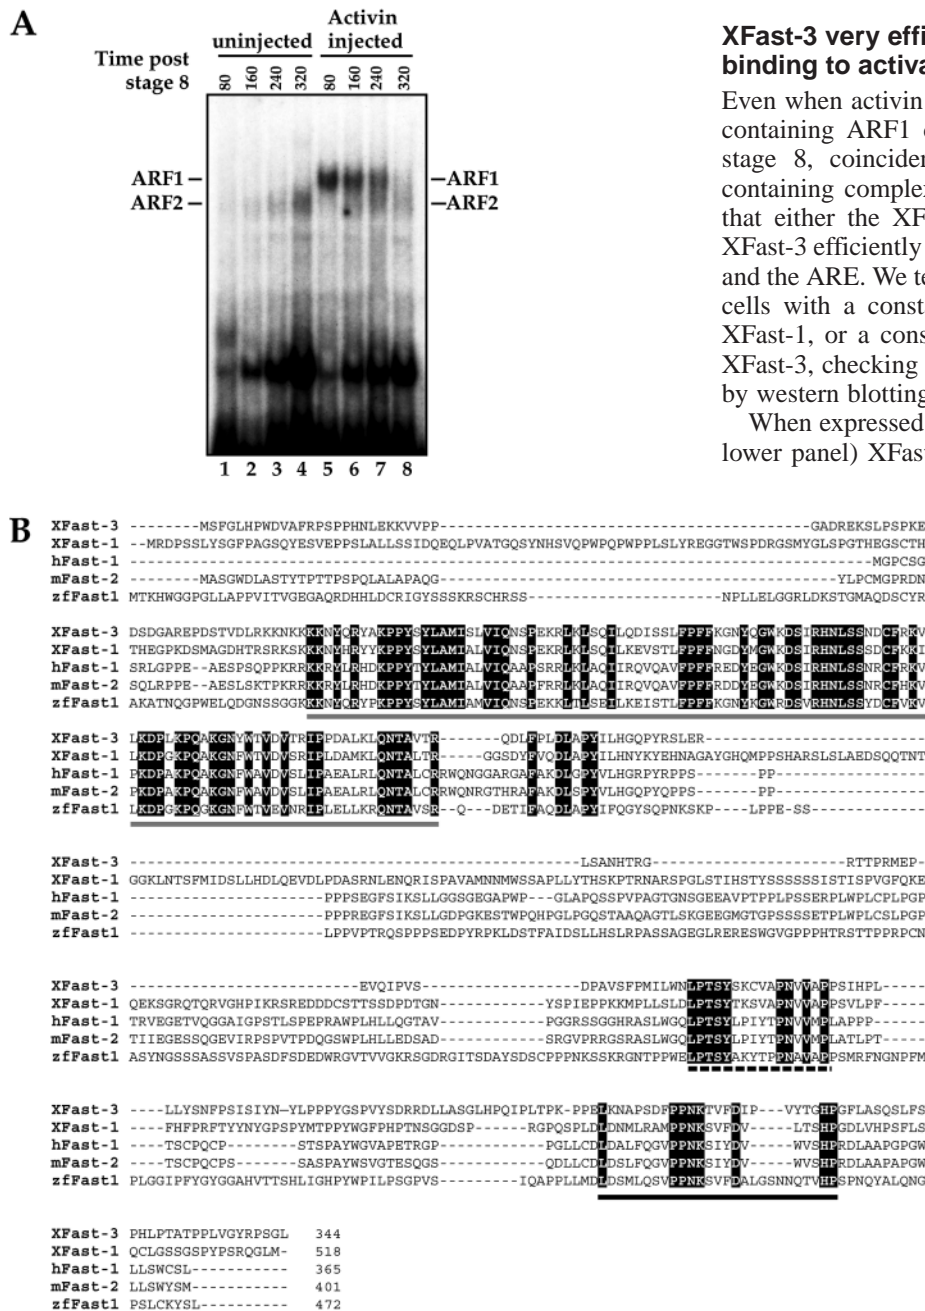 A
Activin
uninjected injected
Time post
stage 8
80 160 240 320 80 160 240 320
ARF1 ARF1
ARF2 ARF2
1 2 3 4 5 6 7 8
XFast-3 very effi
binding to activa
Even when activin
containing ARF1 c
stage 8, coinciden
containing complex
that either the XF
XFast-3 efficiently
and the ARE. We te
cells with a const
XFast-1, or a cons
XFast-3, checking
by western blotting
When expressed
lower panel) XFas
B
XFast-3 --------MSFGLHPWDVAFRPSPPHNLEKKVVPP------------------------------------------GADREKSLPSPKE
XFast-1 --MRDPSSLYSGFPAGSQYESVEPPSLALLSSIDQEQLPVATGQSYNHSVQPWPQPWPPLSLYREGGTWSPDRGSMYGLSPGTHEGSCTH
hFast-1 ------------------------------------------------------------------------------------MGPCSG
mFast-2 --------MASGWDLASTYTPTTPSPQLALAPAQG---------------------------------------------YLPCMGPRDN
zfFast1 MTKHWGGPGLLAPPVITVGEGAQRDHHLDCRIGYSSSKRSCHRSS----------------------NPLLELGGRLDKSTGMAQDSCYR
XFast-3 DSDGAREPDSTVDLRKKNKKKKNYQRYAKPPYSYLAMISLVIQNSPEKRLKLSQILQDISSLFPFFKGNYQGWKDSIRHNLSSNDCFRKV
XFast-1 THEGPKDSMAGDHTRSRKSKKKNYHRYYKPPYSYLAMIALVIQNSPEKRLKLSQILKEVSTLFPFFNGDYMGWKDSIRHNLSSSDCFKKI
hFast-1 SRLGPPE--AESPSQPPKRRKKRYLRHDKPPYTYLAMIALVIQAAPSRRLKLAQIIRQVQAVFPFFREDYEGWKDSIRHNLSSNRCFRKV
mFast-2 SQLRPPE--AESLSKTPKRRKKRYLRHDKPPYTYLAMIALVIQAAPFRRLKLAQIIRQVQAVFPFFRDDYEGWKDSIRHNLSSNRCFHKV
zfFast1 AKATNQGPWELQDGNSSGGKKKNYQRYPKPPYSYLAMIAMVIQNSPEKKLTLSEILKEISTLFPFFKGNYKGWRDSVRHNLSSYDCFVKV
XFast-3 LKDPLKPQAKGNYWTVDVTRIPPDALKLQNTAVTR-------QDLFPLDLAPYILHGQPYRSLER-------------------------
XFast-1 LKDPGKPQAKGNFWTVDVSRIPLDAMKLQNTALTR-----GGSDYFVQDLAPYILHNYKYEHNAGAYGHQMPPSHARSLSLAEDSQQTNT
hFast-1 PKDPAKPQAKGNFWAVDVSLIPAEALRLQNTALCRRWQNGGARGAFAKDLGPYVLHGRPYRPPS-------PP-----------------
mFast-2 PKDPAKPQAKGNFWAVDVSLIPAEALRLQNTALCRRWQNRGTHRAFAKDLSPYVLHGQPYQPPS-------PP-----------------
zfFast1 LKDPGKPQGKGNFWTVEVNRIPLELLKRQNTAVSR--Q--DETIFAQDLAPYIFQGYSQPNKSKP---LPPE-SS---------------
XFast-3 ---------------------------------------------------LSANHTRG----------------------RTTPRMEP-
XFast-1 GGKLNTSFMIDSLLHDLQEVDLPDASRNLENQRISPAVAMNNMWSSAPLLYTHSKPTRNARSPGLSTIHSTYSSSSSSISTISPVGFQKE
hFast-1 ----------------------PPPSEGFSIKSLLGGSGEGAPWP---GLAPQSSPVPAGTGNSGEEAVPTPPLPSSERPLWPLCPLPGP
mFast-2 ----------------------PPPREGFSIKSLLGDPGKESTWPQHPGLPGQSTAAQAGTLSKGEEGMGTGPSSSSETPLWPLCSLPGP
zfFast1 ----------------------LPPVPTRQSPPPSEDPYRPKLDSTFAIDSLLHSLRPASSAGEGLRERESWGVGPPPHTRSTTPPRPCN
XFast-3 --------------------------EVQIPVS------------------DPAVSFPMILWNLPTSYSKCVAPNVVAPPSIHPL-----
XFast-1 QEKSGRQTQRVGHPIKRSREDDDCSTTSSDPDTGN-------------YSPIEPPKKMPLLSLDLPTSYTKSVAPNVVAPPSVLPF----
hFast-1 TRVEGETVQGGAIGPSTLSPEPRAWPLHLLQGTAV-------------PGGRSSGGHRASLWGQLPTSYLPIYTPNVVMPLAPPP-----
mFast-2 TIIEGESSQGEVIRPSPVTPDQGSWPLHLLEDSAD-------------SRGVPRRGSRASLWGQLPTSYLPIYTPNVVMPLATLPT----
zfFast1 ASYNGSSSASSVSPASDFSDEDWRGVTVVGKRSGDRGITSDAYSDSCPPPNKSSKRGNTPPWELPTSYAKYTPPNAVAPPSMRFNGNPFM
XFast-3 ----LLYSNFPSISIYN-YLPPPYGSPVYSDRRDLLASGLHPQIPLTPK-PPELKNAPSDFPPNKTVFDIP---VYTGHPGFLASQSLFS
XFast-1 ----FHFPRFTYYNYGPSPYMTPPYWGFPHPTNSGGDSP-----RGPQSPLLDLDNMLRAMPPNKSVFDV-----LTSHPGDLVHPSFLS
hFast-1 ----TSCPQCP-----STSPAYWGVAPETRGP---------PGLLCDLDALFQGVPPNKSIYDV-----WVSHPRDLAAPGPGW
mFast-2 ----TSCPQCPS----SASPAYWSVGTESQGS---------QDLLCDLDSLFQGVPPNKSIYDV-----WVSHPRDLAAPAPGW
zfFast1 PLGGIPFYGYGGAHVTTSHLIGHPYWPILPSGPVS-------IQAPPLLMDLDSMLQSVPPNKSVFDALGSNNQTVHPSPNQYALQNG
XFast-3 PHLPTATPPLVGYRPSGL 344
XFast-1 QCLGSSGSPYPSRQGLM- 518
hFast-1 LLSWCSL----------- 365
mFast-2 LLSWYSM----------- 401
zfFast1 PSLCKYSL---------- 472